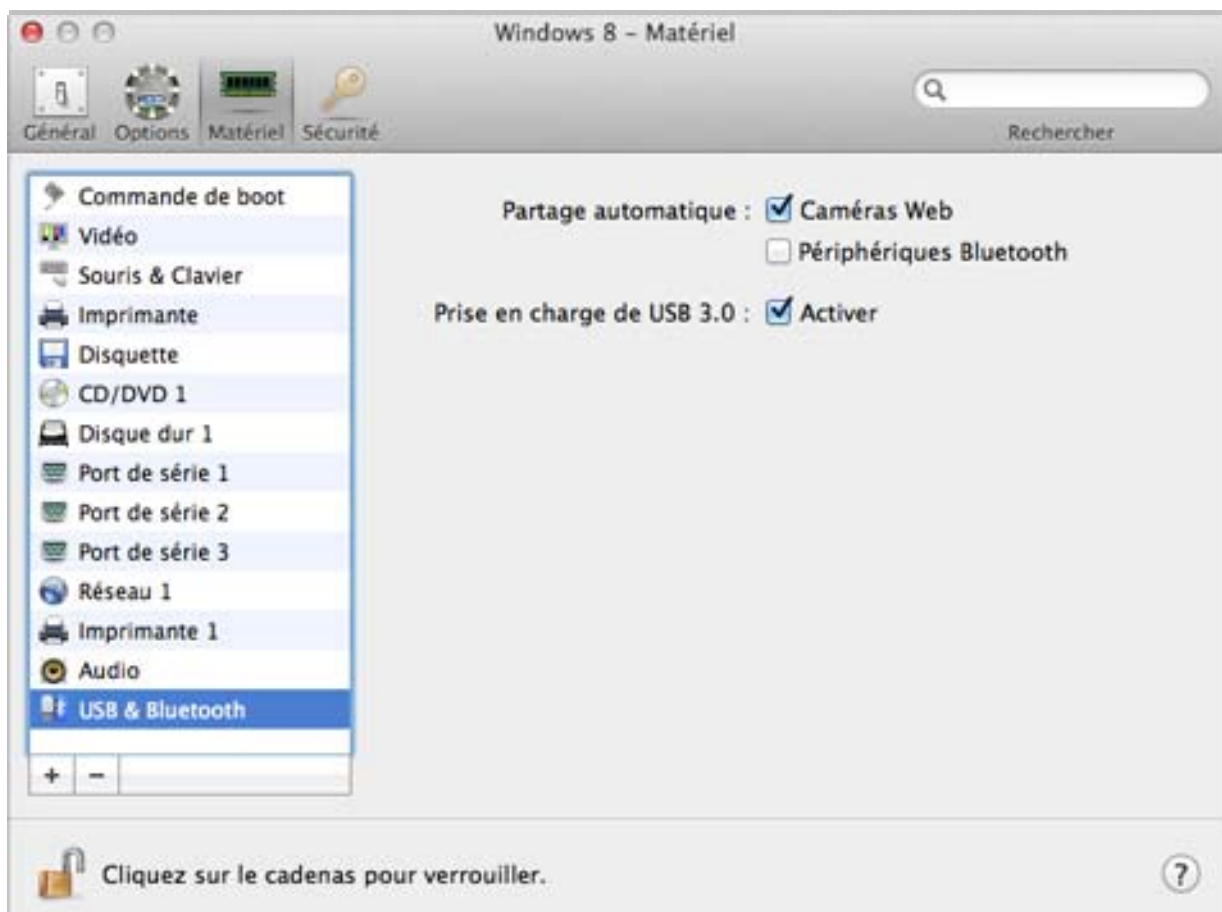 Windows 8 – Matériel
Général Options Matériel Sécurité
Rechercher
Commande de boot
Vidéo
Souris & Clavier
Imprimante
Disquette
CD/DVD 1
Disque dur 1
Port de série 1
Port de série 2
Port de série 3
Réseau 1
Imprimante 1
Audio
USB & Bluetooth
+ −
Partage automatique : Caméras Web
Périphériques Bluetooth
Prise en charge de USB 3.0 : Activer
Cliquez sur le cadenas pour verrouiller.
?